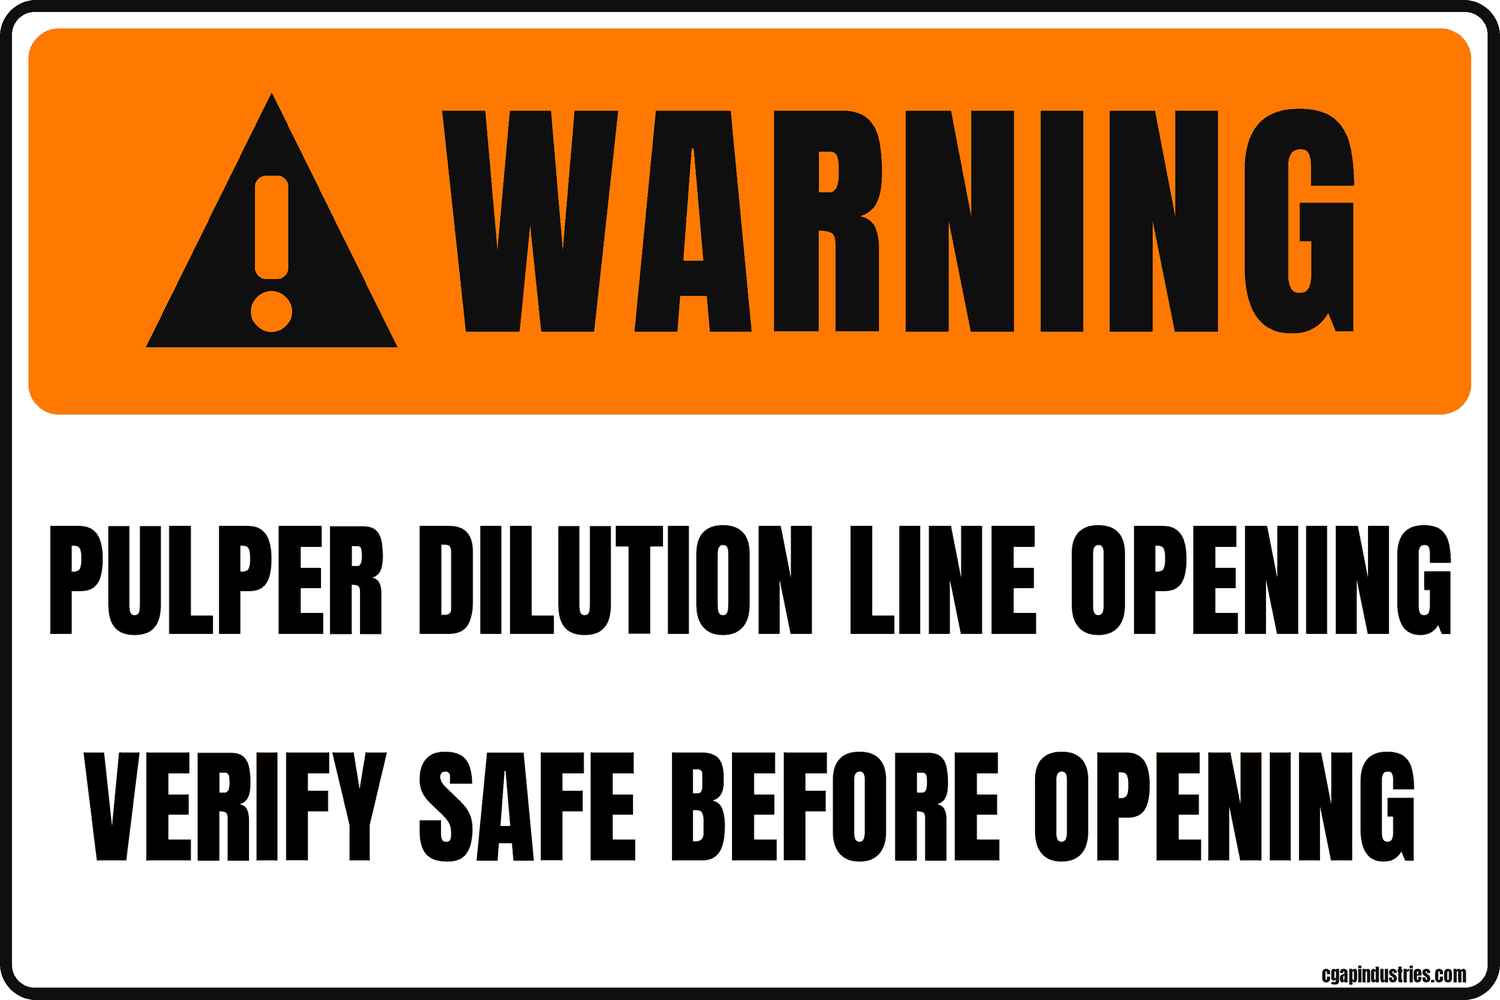 WARNING
PULPER DILUTION LINE OPENING
VERIFY SAFE BEFORE OPENING
cgapindustries.com